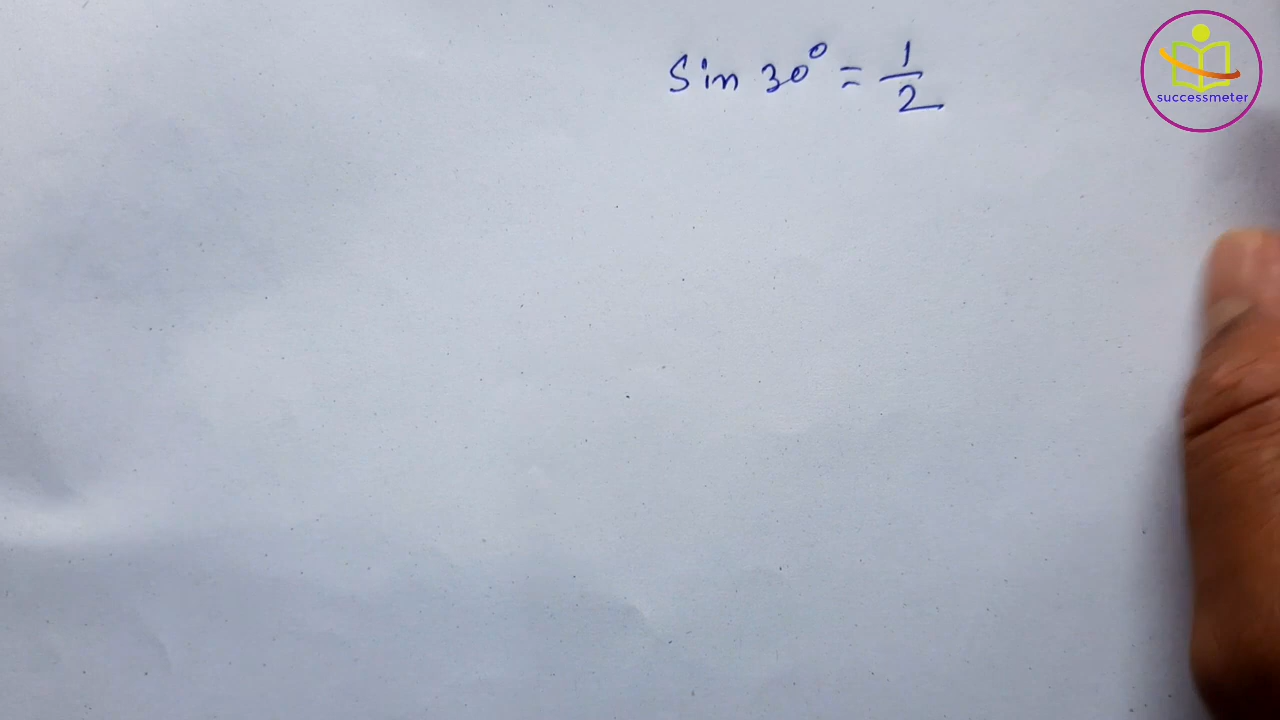 Sin 30° = 1/2
successmeter